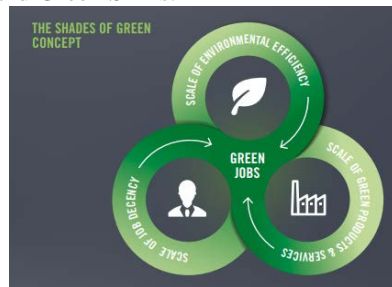 THE SHADES OF GREEN
CONCEPT
SCALE OF ENVIRONMENTAL EFFICIENCY
GREEN
JOBS
SCALE OF JOB DECENCY
SCALE OF GREEN PRODUCTS & SERVICES